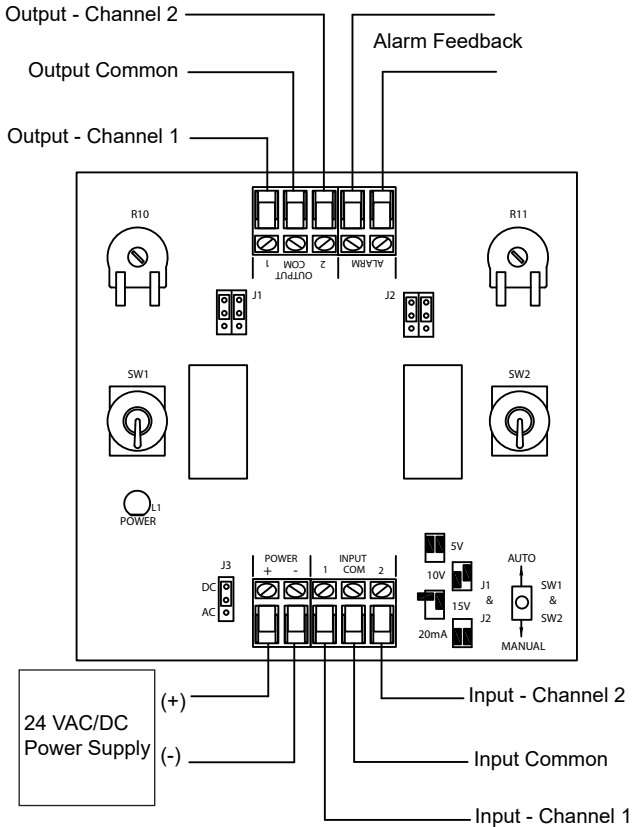 Output - Channel 2
Alarm Feedback
Output Common
Output - Channel 1
R10
R11
1 COM 2 ALARM
OUTPUT
J1
J2
SW1
SW2
L1
POWER
POWER
+ -
INPUT
1 COM 2
J3
DC
AC
5V
10V
15V
20mA
J1
&
J2
AUTO
SW1
&
SW2
MANUAL
24 VAC/DC
Power Supply
(+)
(-)
Input - Channel 2
Input Common
Input - Channel 1